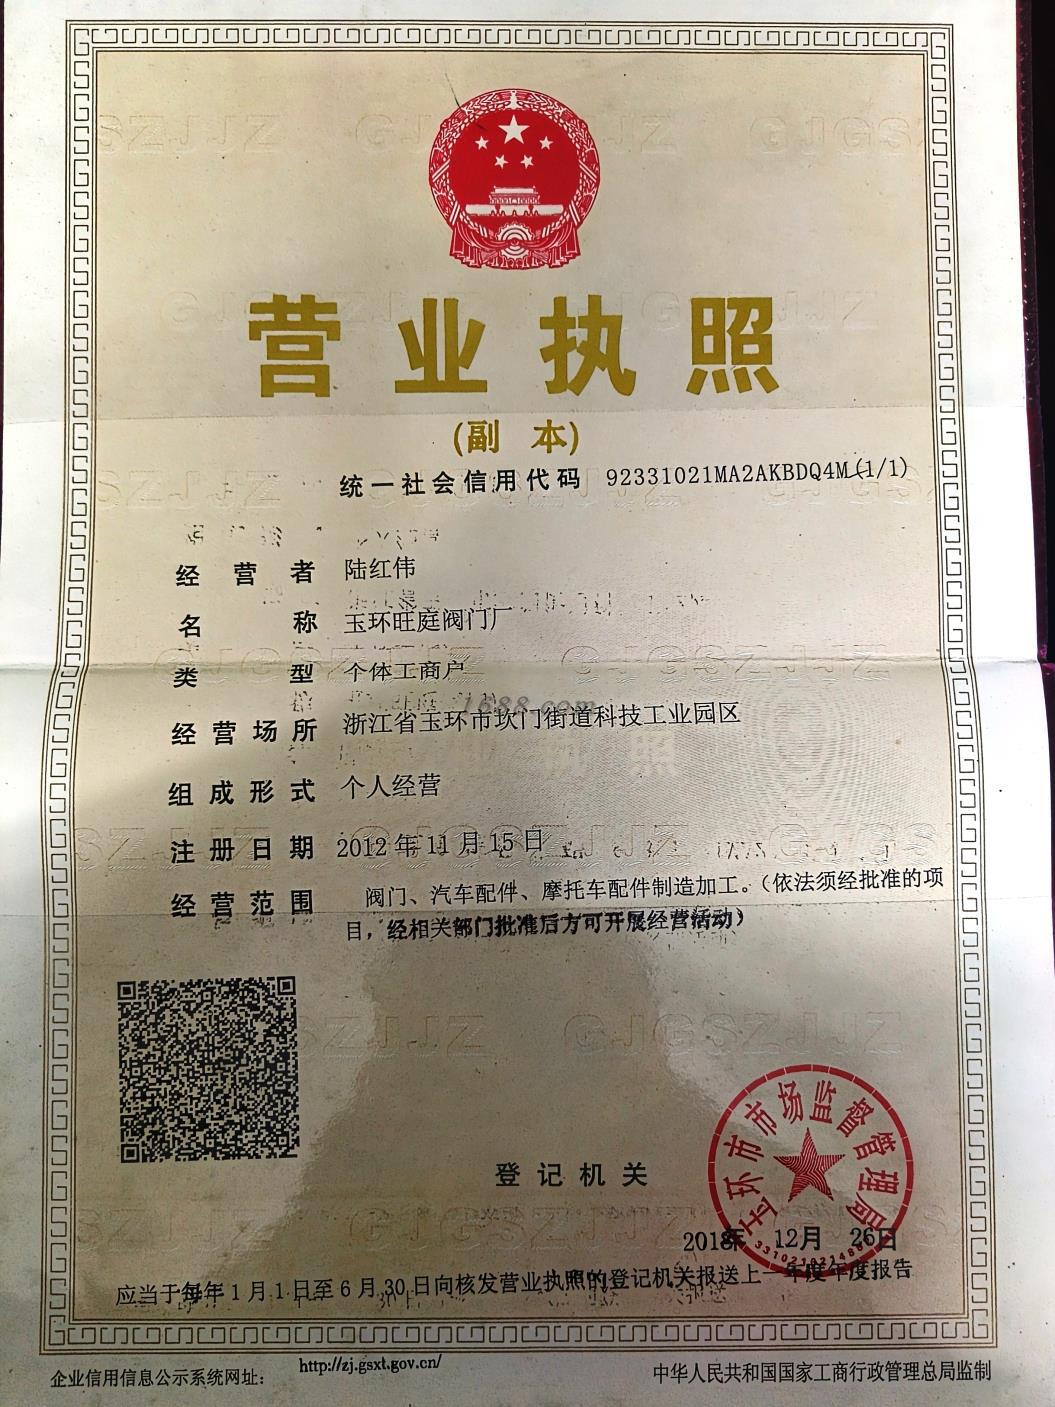 营业执照
(副本)
统一社会信用代码 92331021MA2AKBDQ4M(1/1)
经营者 陆红伟
名称 玉环旺庭阀门厂
类型 个体工商户
1688.com
经营场所 浙江省玉环市坎门街道科技工业园区
组成形式 个人经营
注册日期 2012年11月15日
经营范围 阀门、汽车配件、摩托车配件制造加工。（依法须经批准的项
目，经相关部门批准后方可开展经营活动）
玉环市市场监督管理局
登记机关
2018年 12月 26日
应当于每年1月1日至6月30日向核发营业执照的登记机关报送上一年度年度报告
企业信用信息公示系统网址： http://zj.gsxt.gov.cn/
中华人民共和国国家工商行政管理总局监制